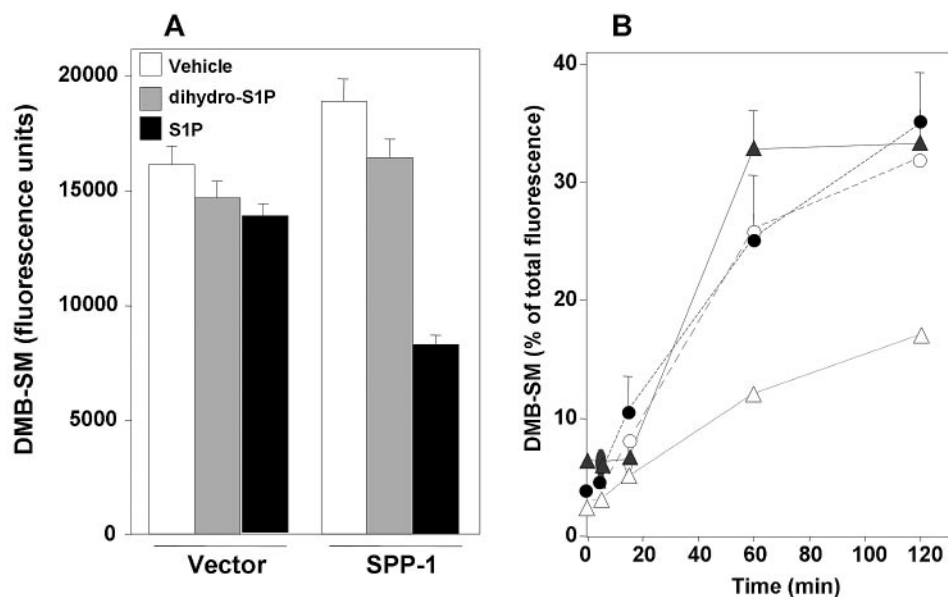 A
DMB-SM (fluorescence units)
20000
15000
10000
5000
0
Vehicle
dihydro-S1P
S1P
Vector
SPP-1
B
DMB-SM (% of total fluorescence)
40
30
20
10
0
0 20 40 60 80 100 120
Time (min)